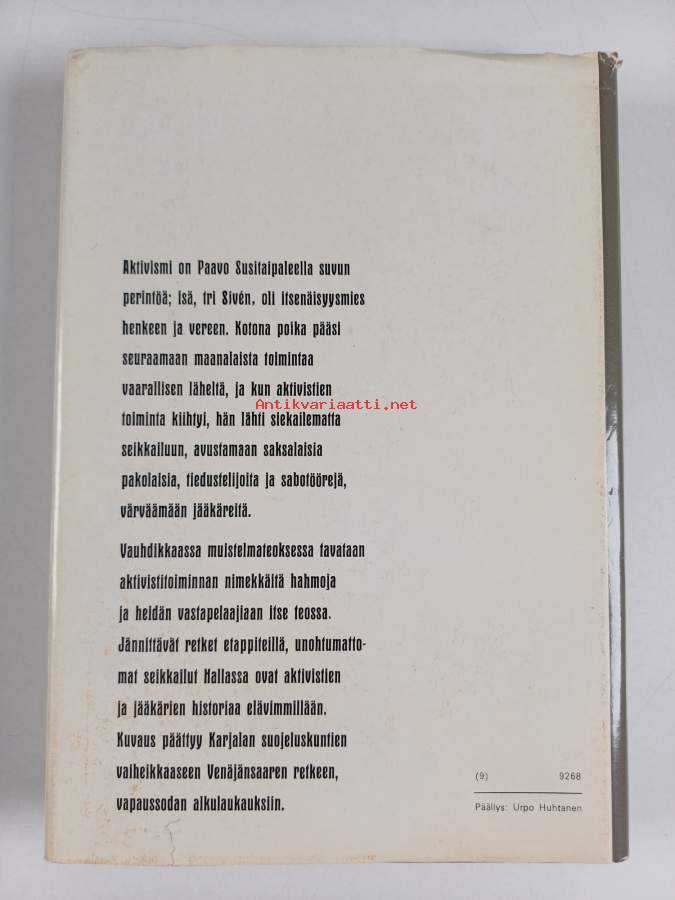 Aktivismi on Paavo Susitaipaleella suvun
perintöä; isä, tri Sivén, oli itsenäisyysmies
henkeen ja vereen. Kotona poika pääsi
seuraamaan maanalaista toimintaa
vaarallisen läheltä, ja kun aktivistien
Antikvariaatti.net
toiminta kiihtyi, hän lähti siekailematta
seikkailuun, avustamaan saksalaisia
pakolaisia, tiedustelijoita ja sabotöörejä,
värväämään jääkäreitä.
Vauhdikkaassa muistelmateoksessa tavataan
aktivistitoiminnan nimekkäitä hahmoja
ja heidän vastapelaajiaan itse teossa.
Jännittävät retket etappiteillä, unohtumatto-
mat seikkailut Hallassa ovat aktivistien
ja jääkärien historiaa elävimmillään.
Kuvaus päättyy Karjalan suojeluskuntien
vaiheikkaaseen Venäjänsaaren retkeen,
vapaussodan alkulaukauksiin.
(9) 9268
Päällys: Urpo Huhtanen